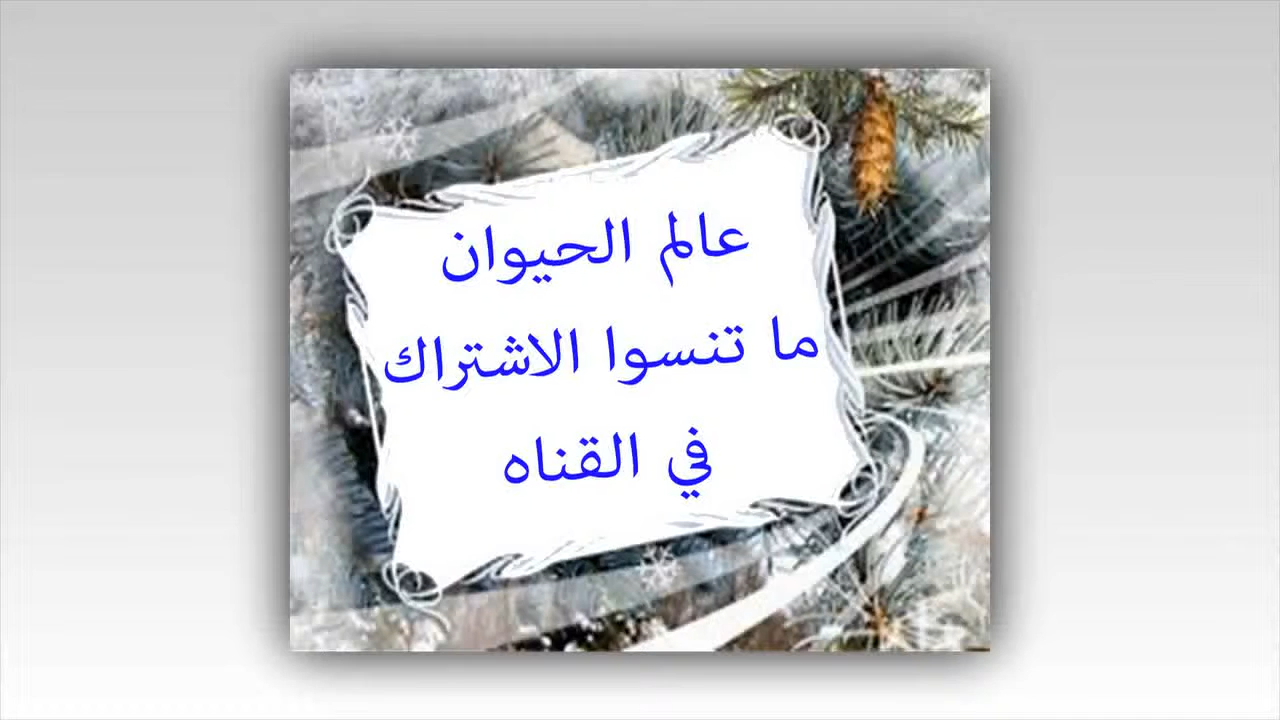 عالم الحيوان
ما تنسوا الاشتراك
في القناه